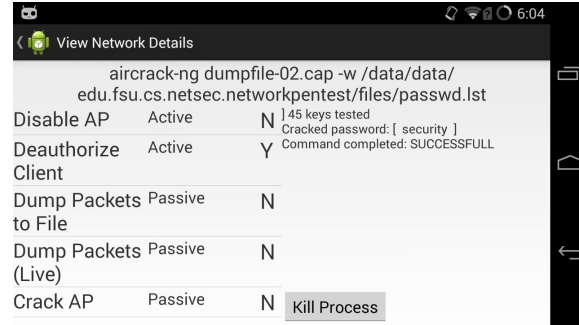 6:04
View Network Details
aircrack-ng dumpfile-02.cap -w /data/data/
edu.fsu.cs.netsec.networkpentest/files/passwd.lst
Disable AP Active N
] 45 keys tested
Cracked password: [ security ]
Command completed: SUCCESSFULL
Deauthorize
Client Active Y
Dump Packets
to File Passive N
Dump Packets
(Live) Passive N
Crack AP Passive N
Kill Process